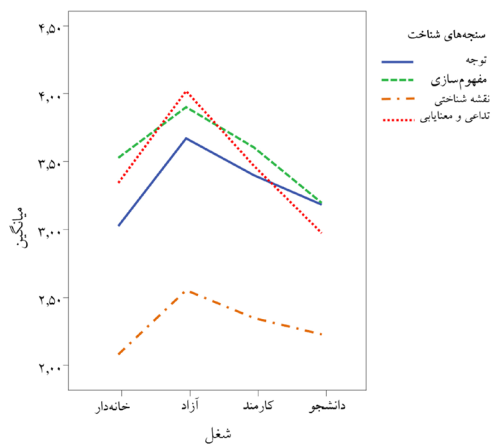 سنجه‌های شناخت
توجه
مفهوم‌سازی
نقشه شناختی
تداعی و معنایابی
میانگین
۴٫۵۰
۴٫۰۰
۳٫۵۰
۳٫۰۰
۲٫۵۰
۲٫۰۰
خانه‌دار آزاد کارمند دانشجو
شغل